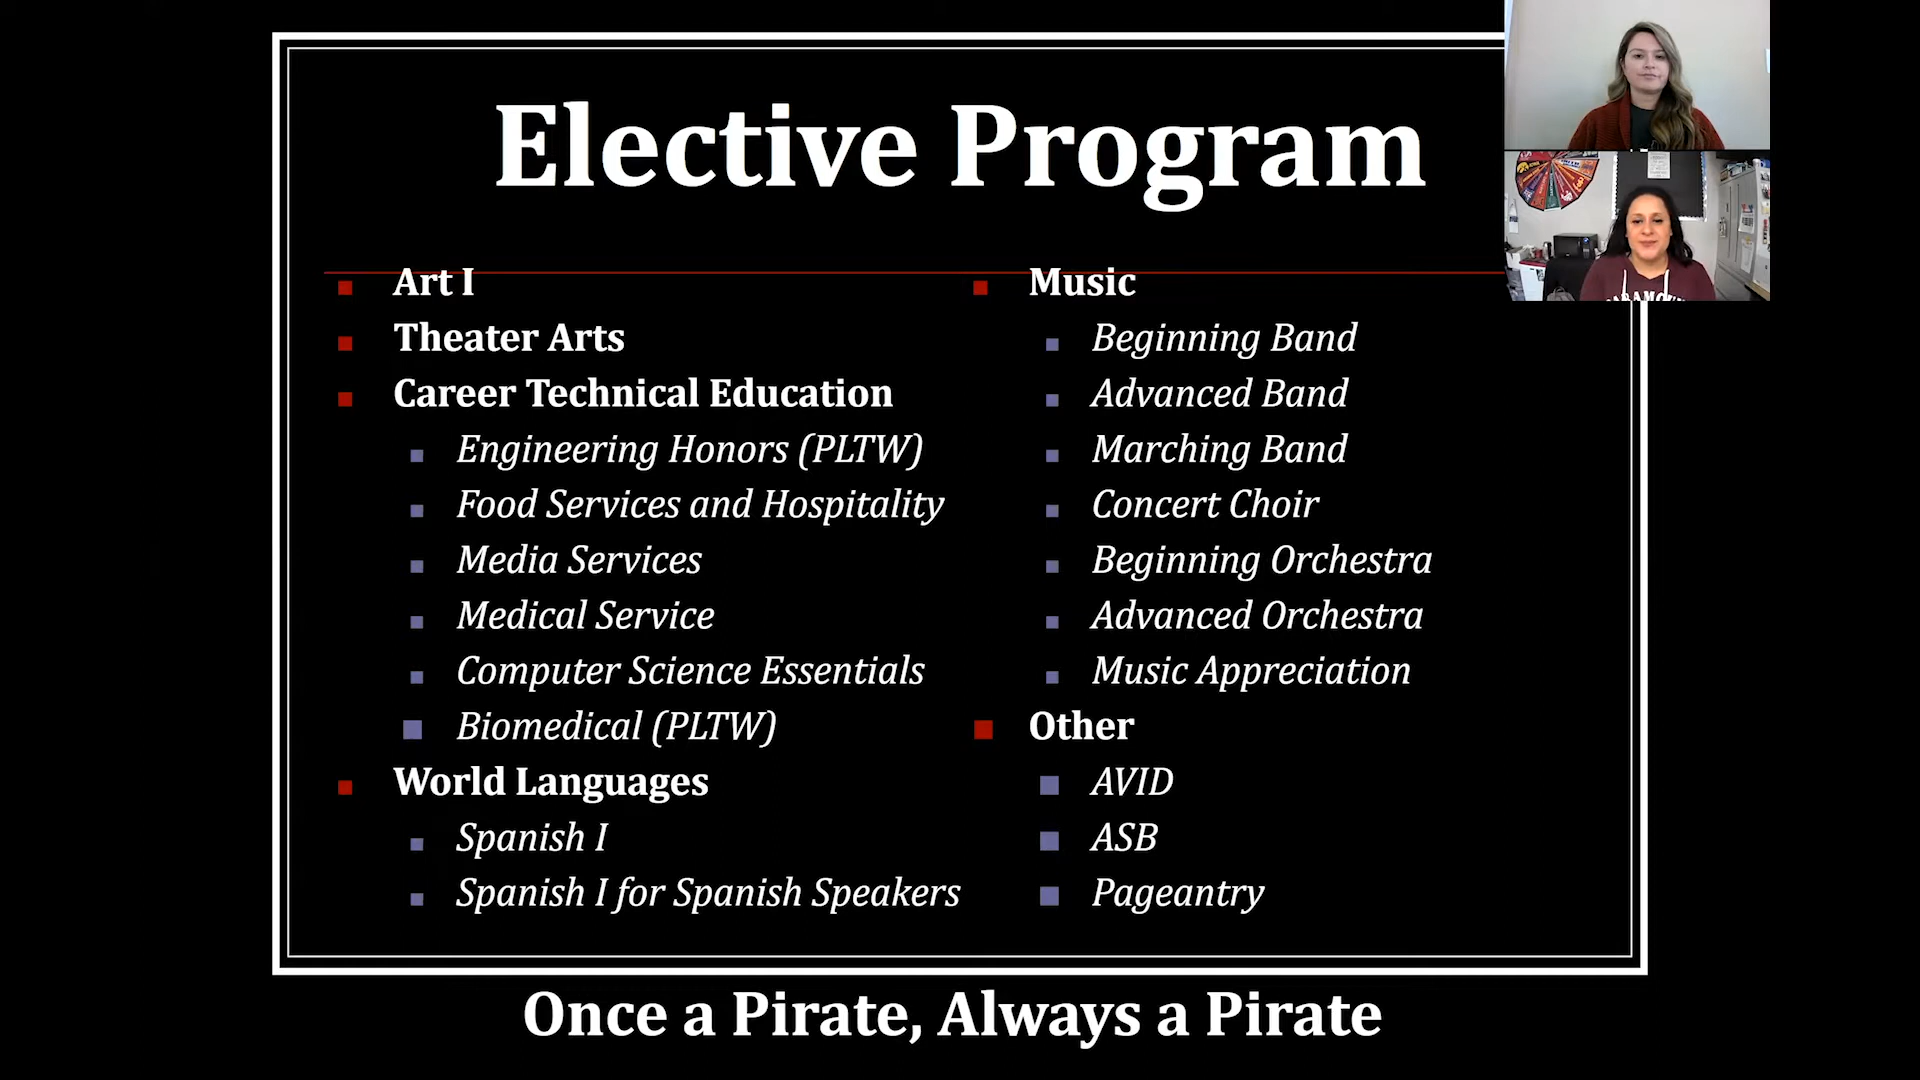 Elective Program
Art I
Theater Arts
Career Technical Education
Engineering Honors (PLTW)
Food Services and Hospitality
Media Services
Medical Service
Computer Science Essentials
Biomedical (PLTW)
World Languages
Spanish I
Spanish I for Spanish Speakers
Music
Beginning Band
Advanced Band
Marching Band
Concert Choir
Beginning Orchestra
Advanced Orchestra
Music Appreciation
Other
AVID
ASB
Pageantry
Once a Pirate, Always a Pirate